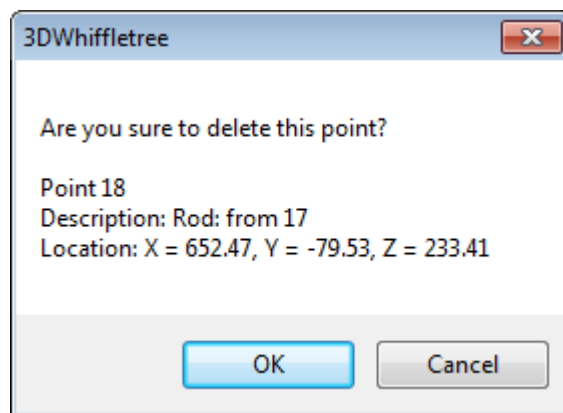 3DWhiffletree
Are you sure to delete this point?
Point 18
Description: Rod: from 17
Location: X = 652.47, Y = -79.53, Z = 233.41
OK
Cancel